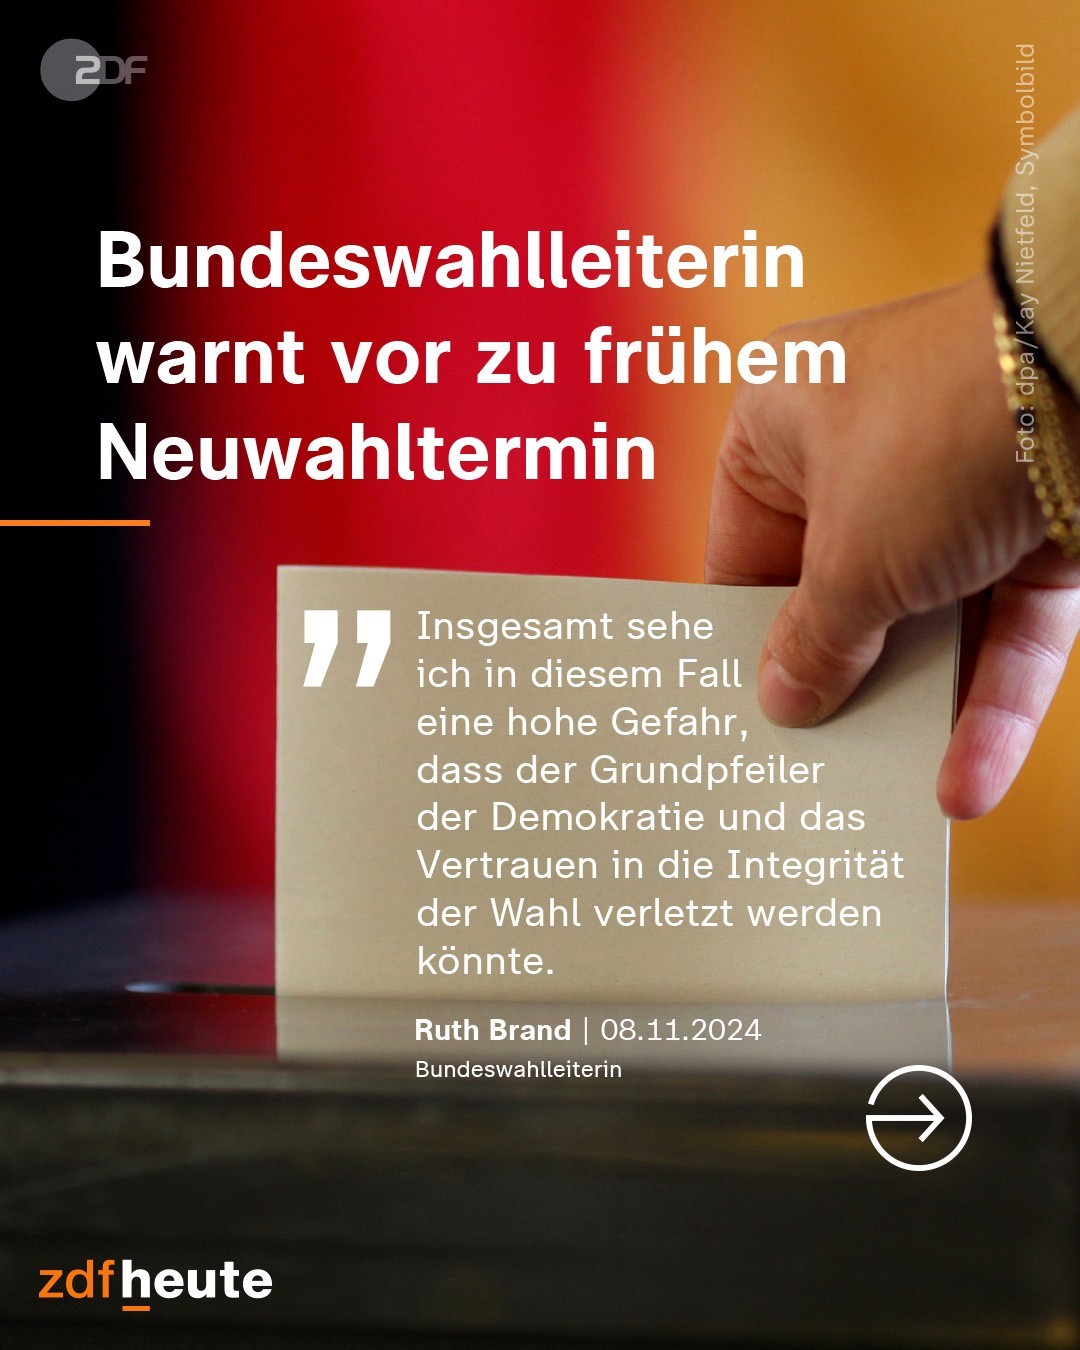 ZDF
Foto: dpa/Kay Nietfeld, Symbolbild
Bundeswahlleiterin
warnt vor zu frühem
Neuwahltermin
”
Insgesamt sehe
ich in diesem Fall
eine hohe Gefahr,
dass der Grundpfeiler
der Demokratie und das
Vertrauen in die Integrität
der Wahl verletzt werden
könnte.
Ruth Brand | 08.11.2024
Bundeswahlleiterin
zdfheute